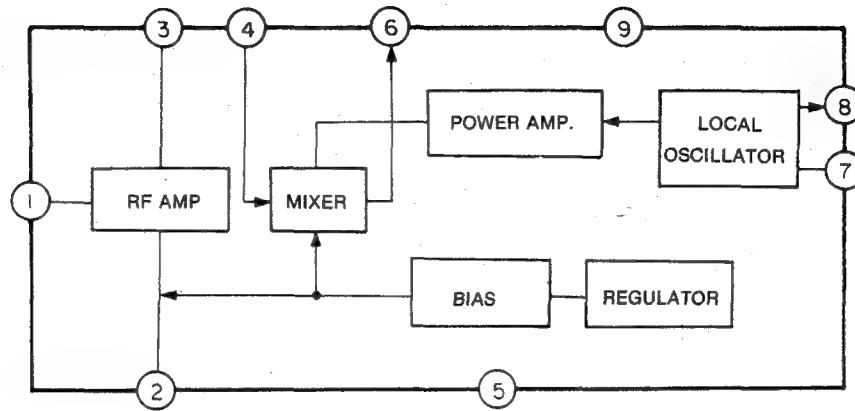 3
4
6
9
8
POWER AMP.
LOCAL
OSCILLATOR
7
1
RF AMP
MIXER
BIAS
REGULATOR
2
5